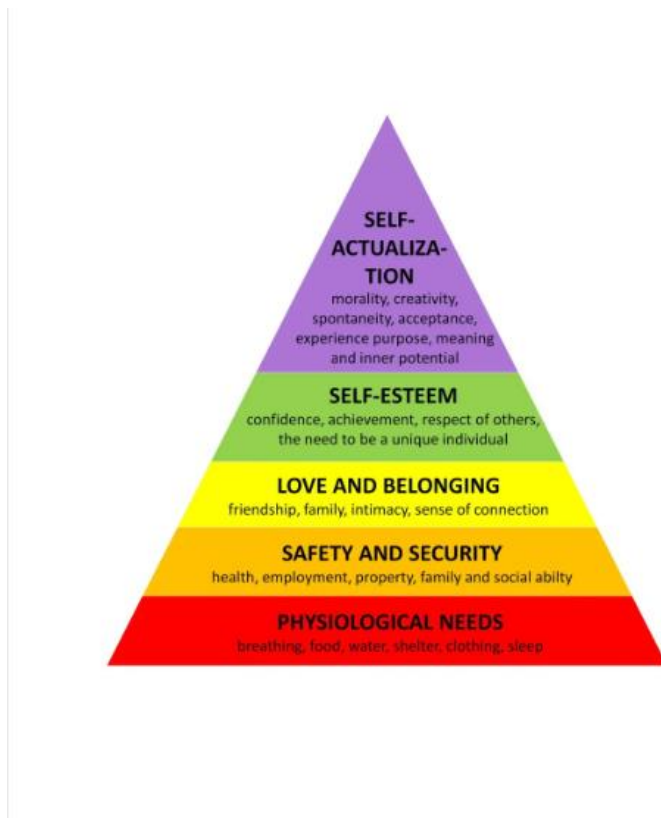 SELF-
ACTUALIZA-
TION
morality, creativity,
spontaneity, acceptance,
experience purpose, meaning
and inner potential
SELF-ESTEEM
confidence, achievement, respect of others,
the need to be a unique individual
LOVE AND BELONGING
friendship, family, intimacy, sense of connection
SAFETY AND SECURITY
health, employment, property, family and social abilty
PHYSIOLOGICAL NEEDS
breathing, food, water, shelter, clothing, sleep